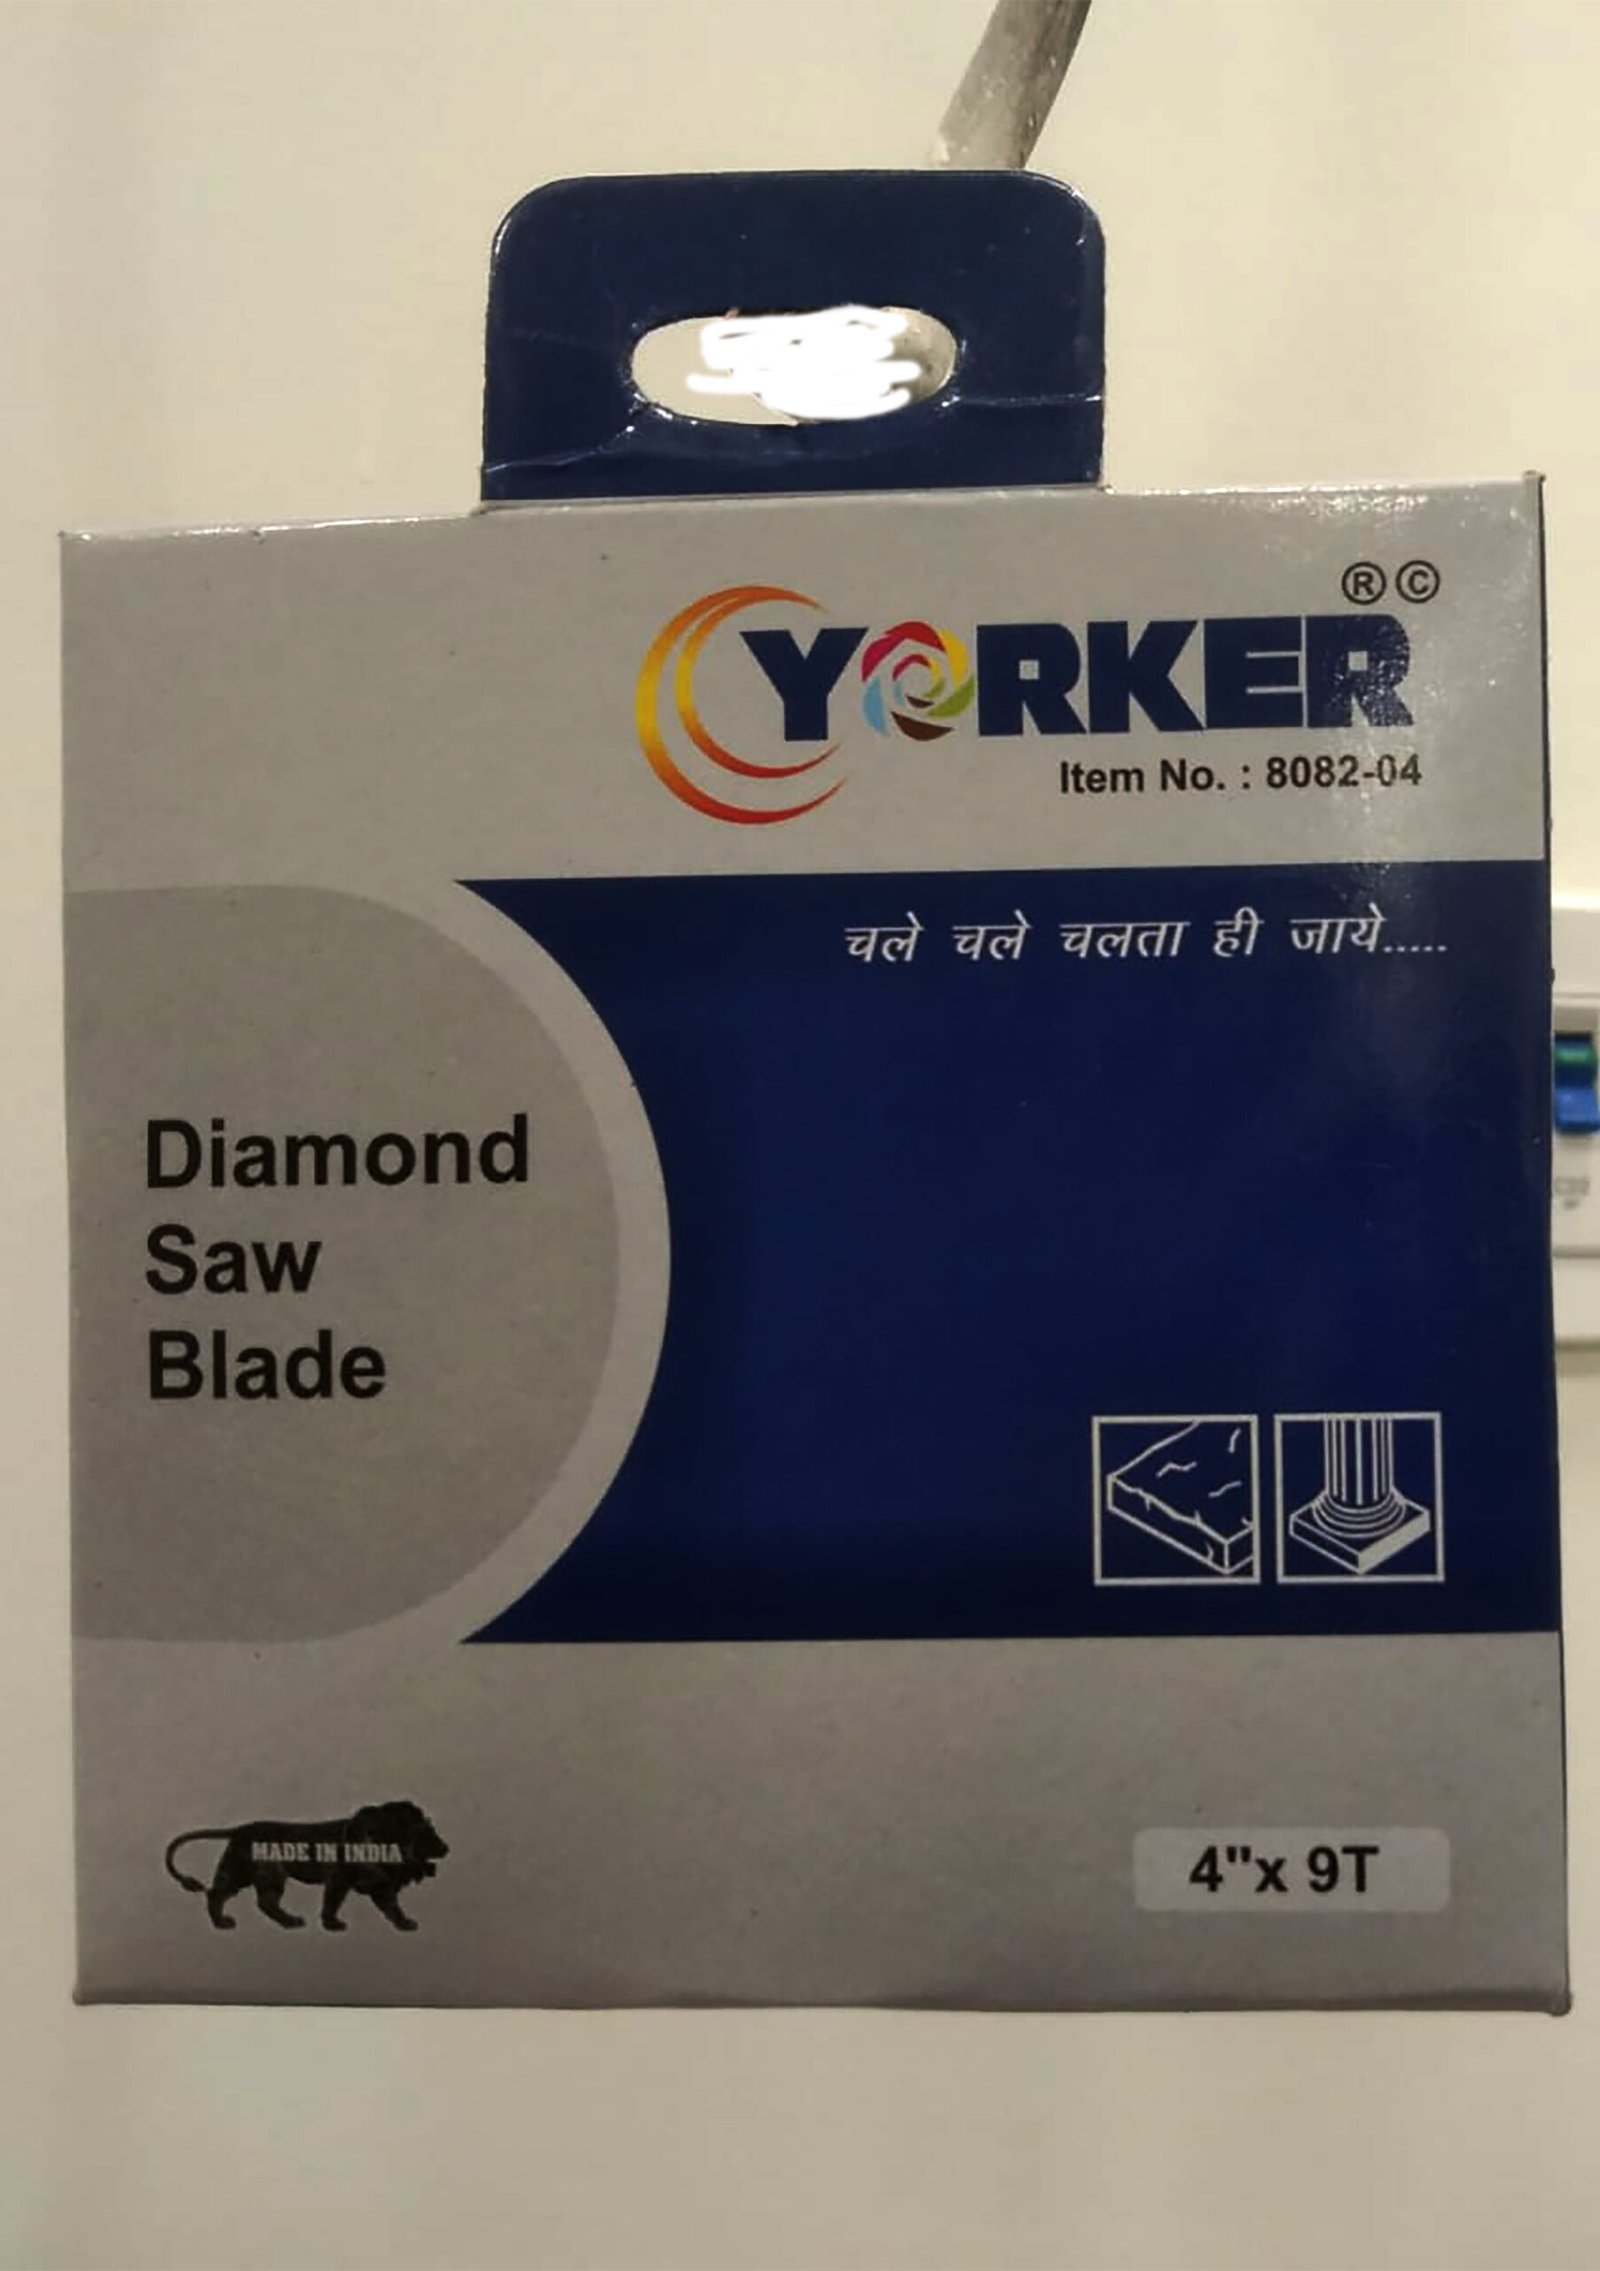 ® ©
YORKER
Item No. : 8082-04
चले चले चलता ही जाये.....
Diamond
Saw
Blade
MADE IN INDIA
4"x 9T